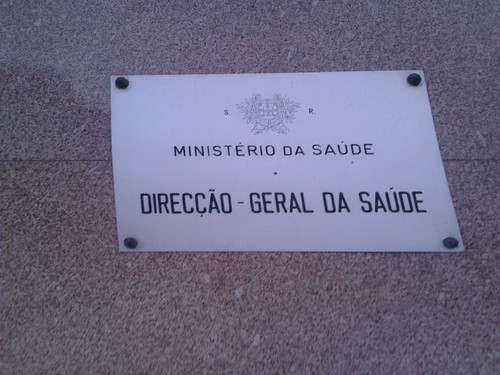 S. R.
MINISTÉRIO DA SAÚDE
DIRECÇÃO - GERAL DA SAÚDE